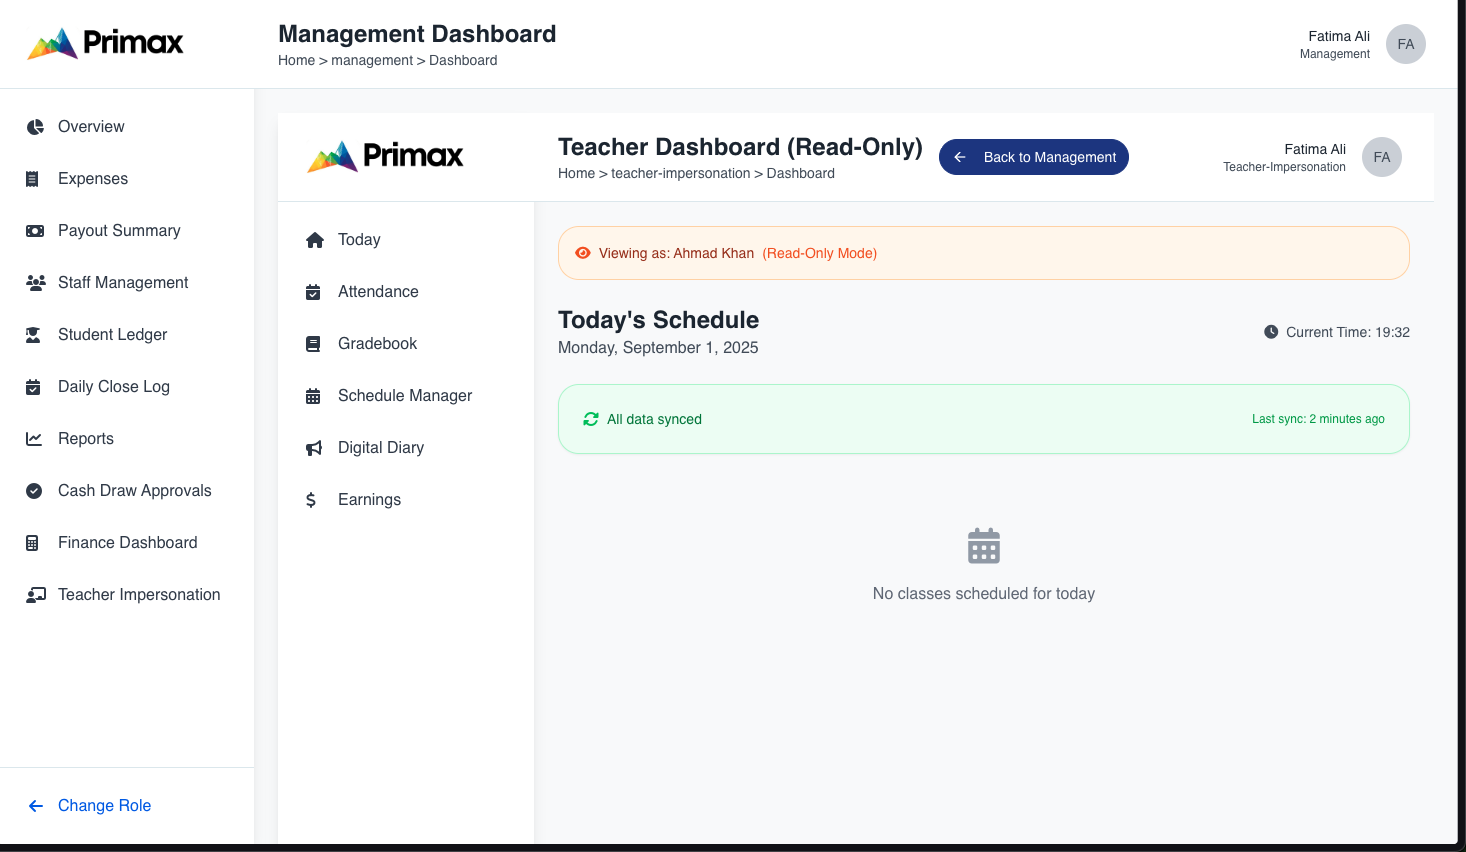 Primax
Management Dashboard
Home > management > Dashboard
Fatima Ali
Management
FA
Overview
Expenses
Payout Summary
Staff Management
Student Ledger
Daily Close Log
Reports
Cash Draw Approvals
Finance Dashboard
Teacher Impersonation
Change Role
Primax
Teacher Dashboard (Read-Only)
Home > teacher-impersonation > Dashboard
Back to Management
Fatima Ali
Teacher-Impersonation
FA
Today
Attendance
Gradebook
Schedule Manager
Digital Diary
Earnings
Viewing as: Ahmad Khan (Read-Only Mode)
Today's Schedule
Monday, September 1, 2025
Current Time: 19:32
All data synced
Last sync: 2 minutes ago
No classes scheduled for today